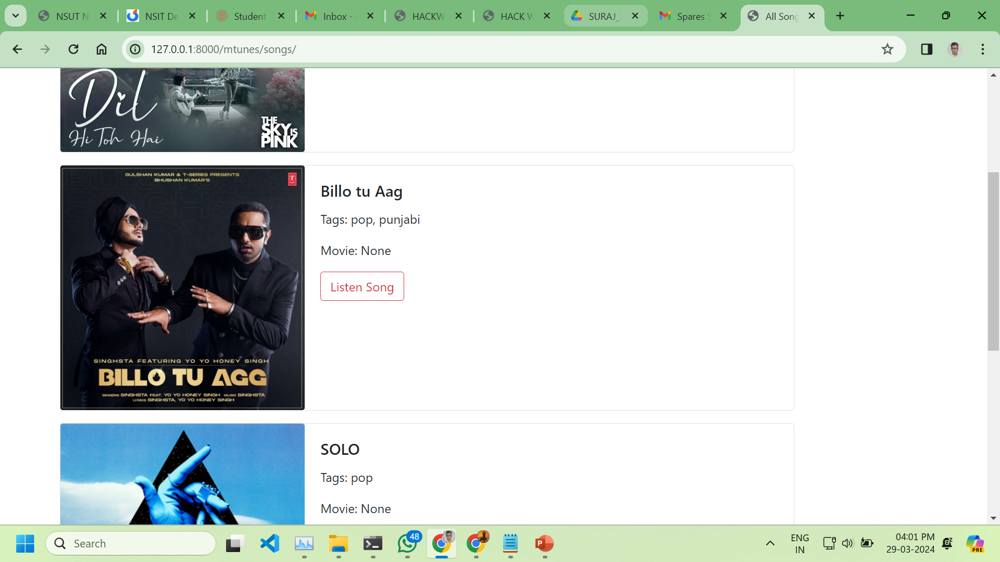 NSUT N
NSIT De
Student
Inbox -
HACKW
HACK W
SURAJ_
Spares S
All Song
127.0.0.1:8000/mtunes/songs/
Dil
Hi Toh Hai
THE
SKY IS
PINK
GULSHAN KUMAR & T-SERIES PRESENTS
BHUSHAN KUMAR'S
SINGHSTA FEATURING YO YO HONEY SINGH
BILLO TU AGG
SINGERS SINGHSTA FEAT. YO YO HONEY SINGH MUSIC SINGHSTA
LYRICS SINGHSTA, YO YO HONEY SINGH
Billo tu Aag
Tags: pop, punjabi
Movie: None
Listen Song
SOLO
Tags: pop
Movie: None
Search
48
P
ENG
IN
04:01 PM
29-03-2024
PRE